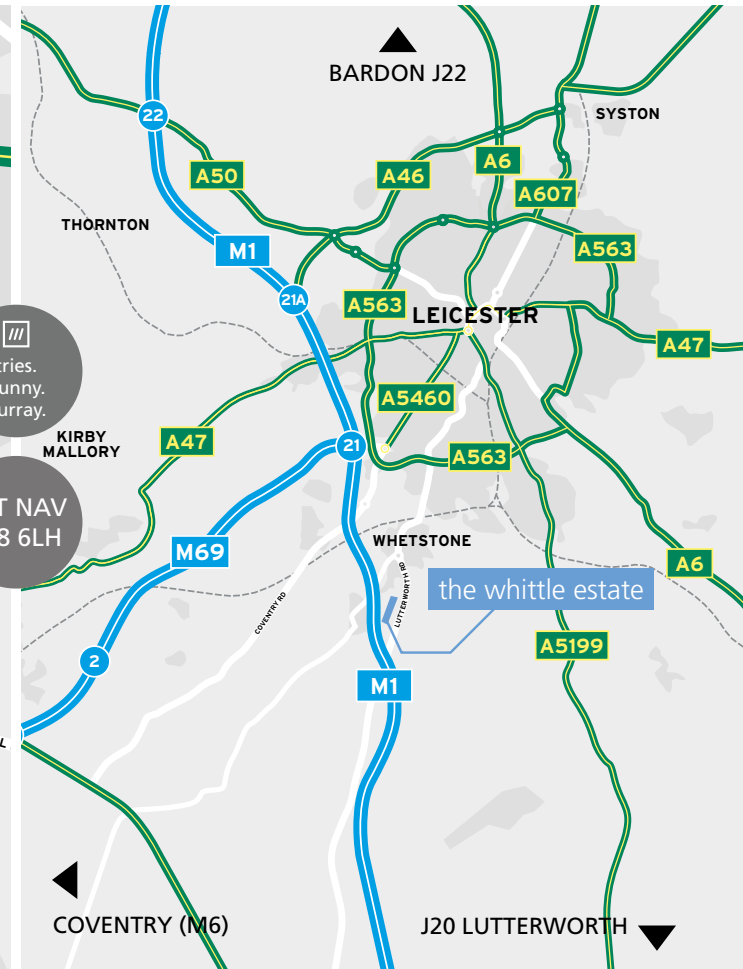 BARDON J22
SYSTON
22
A50
A46
A6
A607
THORNTON
M1
A563
21A
A563
LEICESTER
A47
A5460
KIRBY
MALLORY
A47
21
A563
M69
WHETSTONE
A6
LUTTERWORTH RD
the whittle estate
COVENTRY RD
A5199
2
M1
COVENTRY (M6)
J20 LUTTERWORTH
8 6LH